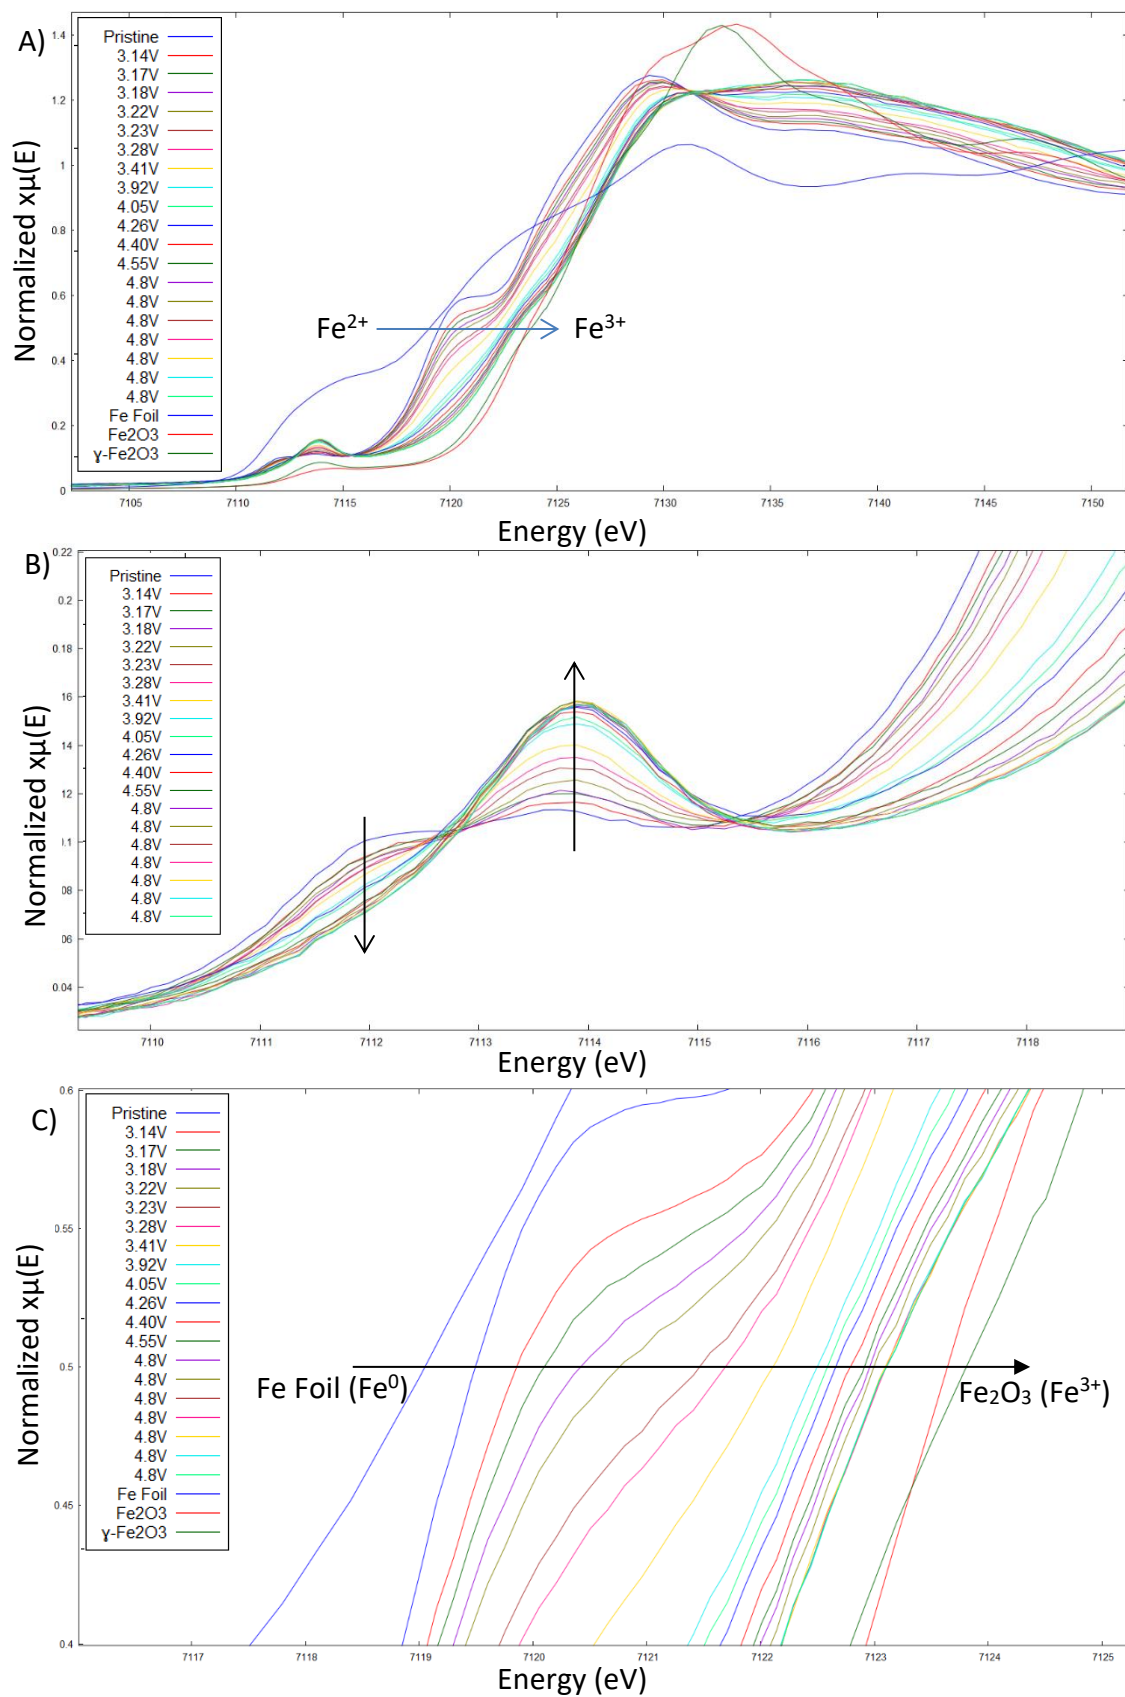 A)
Normalized xμ(E)
1.4
1.2
1
0.8
0.6
0.4
0.2
0
Pristine
3.14V
3.17V
3.18V
3.22V
3.23V
3.28V
3.41V
3.92V
4.05V
4.26V
4.40V
4.55V
4.8V
4.8V
4.8V
4.8V
4.8V
4.8V
4.8V
Fe Foil
Fe2O3
ɣ-Fe2O3
Fe²⁺
Fe³⁺
7105 7110 7115 7120 7125 7130 7135 7140 7145 7150
Energy (eV)
B)
Normalized xμ(E)
0.22
0.2
0.18
16
14
12
0.1
08
06
0.04
Pristine
3.14V
3.17V
3.18V
3.22V
3.23V
3.28V
3.41V
3.92V
4.05V
4.26V
4.40V
4.55V
4.8V
4.8V
4.8V
4.8V
4.8V
4.8V
4.8V
7110 7111 7112 7113 7114 7115 7116 7117 7118
Energy (eV)
C)
Normalized xμ(E)
0.6
0.55
0.5
0.45
0.4
Pristine
3.14V
3.17V
3.18V
3.22V
3.23V
3.28V
3.41V
3.92V
4.05V
4.26V
4.40V
4.55V
4.8V
4.8V
4.8V
4.8V
4.8V
4.8V
4.8V
Fe Foil
Fe2O3
ɣ-Fe2O3
Fe Foil (Fe⁰)
Fe₂O₃ (Fe³⁺)
7117 7118 7119 7120 7121 7122 7123 7124 7125
Energy (eV)